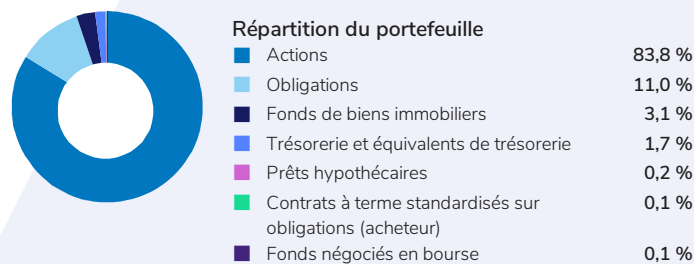 Répartition du portefeuille
Actions 83,8 %
Obligations 11,0 %
Fonds de biens immobiliers 3,1 %
Trésorerie et équivalents de trésorerie 1,7 %
Prêts hypothécaires 0,2 %
Contrats à terme standardisés sur 0,1 %
obligations (acheteur)
Fonds négociés en bourse 0,1 %